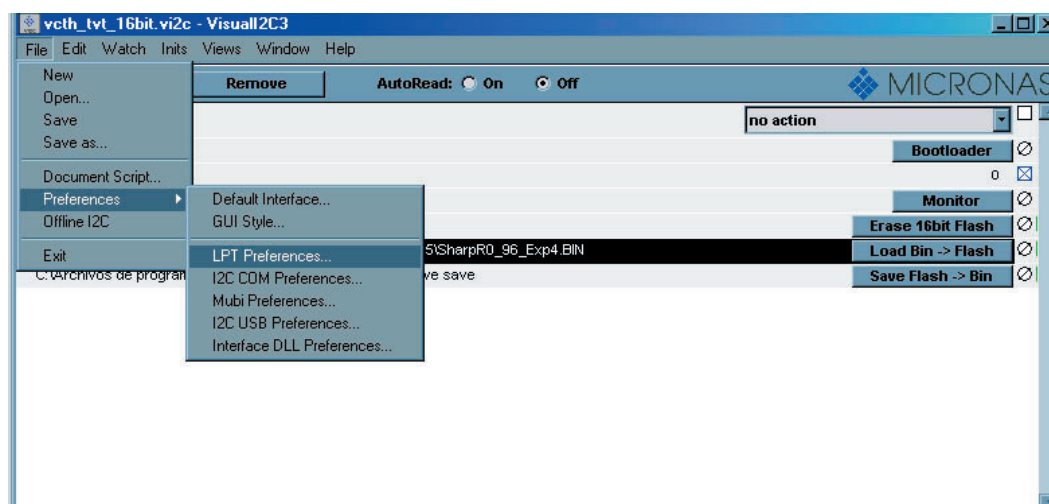 vcth_tvt_16bit.vi2c - VisualI2C3
File Edit Watch Inits Views Window Help
New
Open...
Save
Save as...
Document Script...
Preferences
Offline I2C
Exit
Remove AutoRead: On Off MICRONAS
no action
Bootloader
0
Monitor
Erase 16bit Flash
5\SharpR0_96_Exp4.BIN Load Bin -> Flash
C:\Archivos de program ve save Save Flash -> Bin
Default Interface...
GUI Style...
LPT Preferences...
I2C COM Preferences...
Mubi Preferences...
I2C USB Preferences...
Interface DLL Preferences...